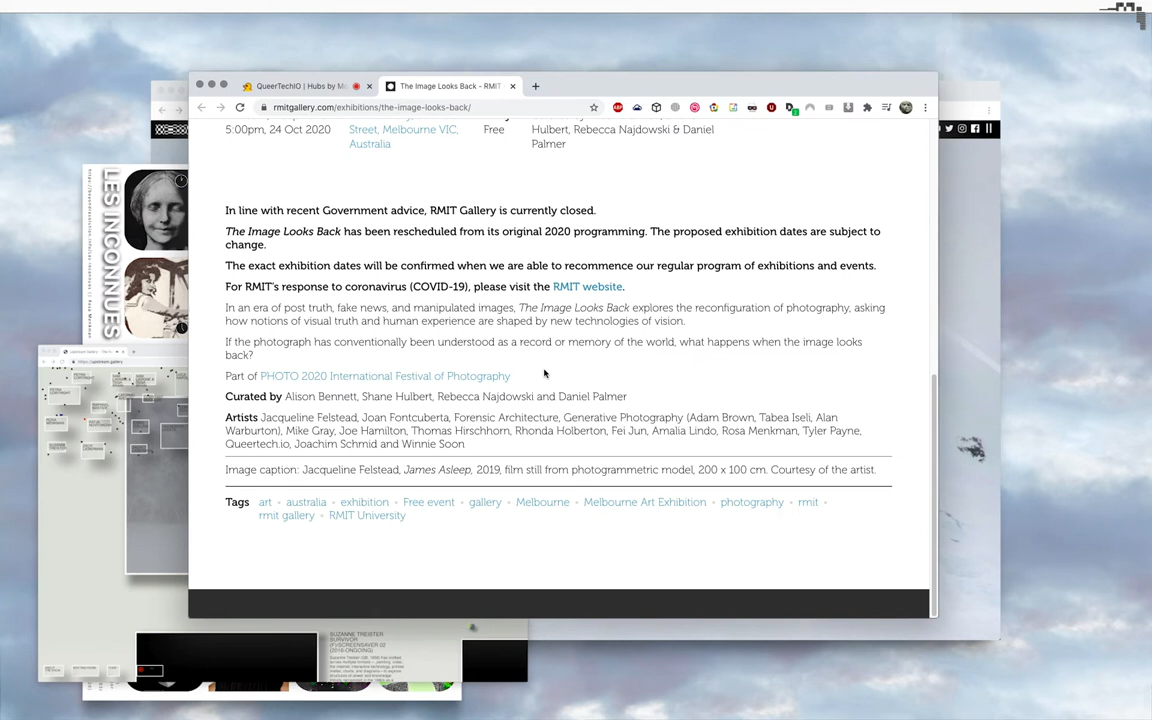 QueerTechIO | Hubs by M
The Image Looks Back - RMIT
rmitgallery.com/exhibitions/the-image-looks-back/
5:00pm, 24 Oct 2020
Street, Melbourne VIC,
Australia
Free
Hulbert, Rebecca Najdowski & Daniel
Palmer
In line with recent Government advice, RMIT Gallery is currently closed.
The Image Looks Back has been rescheduled from its original 2020 programming. The proposed exhibition dates are subject to
change.
The exact exhibition dates will be confirmed when we are able to recommence our regular program of exhibitions and events.
For RMIT's response to coronavirus (COVID-19), please visit the RMIT website.
In an era of post truth, fake news, and manipulated images, The Image Looks Back explores the reconfiguration of photography, asking
how notions of visual truth and human experience are shaped by new technologies of vision.
If the photograph has conventionally been understood as a record or memory of the world, what happens when the image looks
back?
Part of PHOTO 2020 International Festival of Photography
Curated by Alison Bennett, Shane Hulbert, Rebecca Najdowski and Daniel Palmer
Artists Jacqueline Felstead, Joan Fontcuberta, Forensic Architecture, Generative Photography (Adam Brown, Tabea Iseli, Alan
Warburton), Mike Gray, Joe Hamilton, Thomas Hirschhorn, Rhonda Holberton, Fei Jun, Amalia Lindo, Rosa Menkman, Tyler Payne,
Queertech.io, Joachim Schmid and Winnie Soon
Image caption: Jacqueline Felstead, James Asleep, 2019, film still from photogrammetric model, 200 x 100 cm. Courtesy of the artist.
Tags art • australia • exhibition • Free event • gallery • Melbourne • Melbourne Art Exhibition • photography • rmit •
rmit gallery • RMIT University
LES INCONNUES
SUZANNE TREISTER
SURVIVOR
(F)/SCREENSAVER 02
(2016-ONGOING)